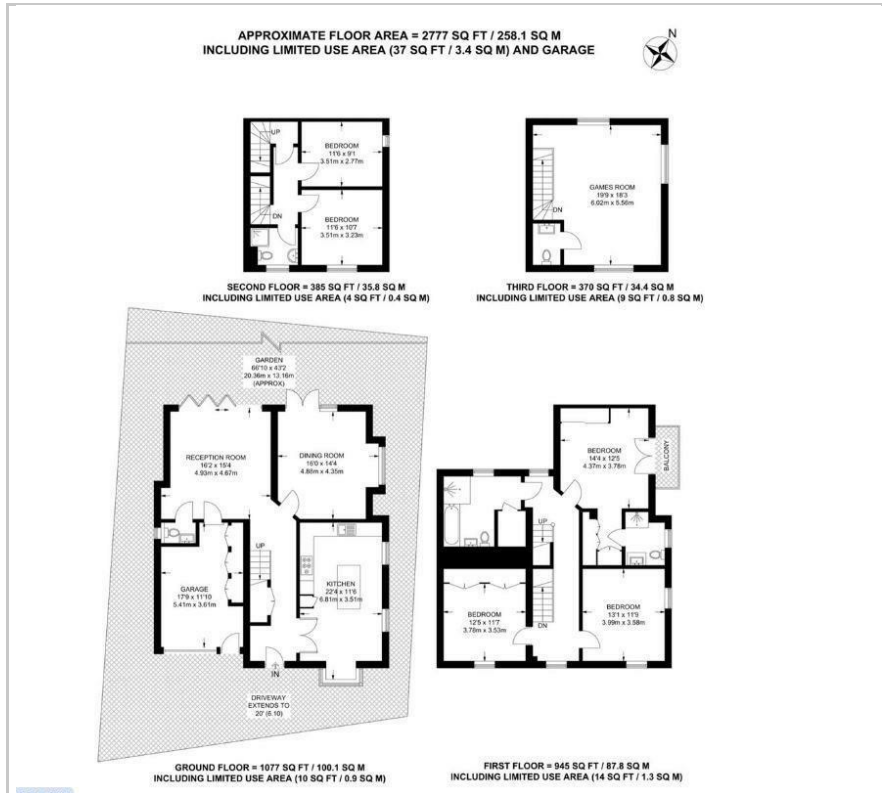 APPROXIMATE FLOOR AREA = 2777 SQ FT / 258.1 SQ M
INCLUDING LIMITED USE AREA (37 SQ FT / 3.4 SQ M) AND GARAGE
N
UP
BEDROOM
11'6 x 9'1
3.51m x 2.77m
DN
BEDROOM
11'6 x 10'7
3.51m x 3.23m
SECOND FLOOR = 385 SQ FT / 35.8 SQ M
INCLUDING LIMITED USE AREA (4 SQ FT / 0.4 SQ M)
GAMES ROOM
19'9 x 18'3
6.02m x 5.56m
DN
THIRD FLOOR = 370 SQ FT / 34.4 SQ M
INCLUDING LIMITED USE AREA (9 SQ FT / 0.8 SQ M)
GARDEN
66'10 x 43'2
20.36m x 13.16m
(APPROX)
RECEPTION ROOM
16'2 x 15'4
4.93m x 4.67m
DINING ROOM
16'0 x 14'4
4.88m x 4.35m
UP
GARAGE
17'9 x 11'10
5.41m x 3.61m
KITCHEN
22'4 x 11'6
6.81m x 3.51m
IN
DRIVEWAY
EXTENDS TO
20' (6.10)
GROUND FLOOR = 1077 SQ FT / 100.1 SQ M
INCLUDING LIMITED USE AREA (10 SQ FT / 0.9 SQ M)
BEDROOM
14'4 x 12'5
4.37m x 3.78m
BALCONY
UP
BEDROOM
12'5 x 11'7
3.78m x 3.53m
DN
BEDROOM
13'1 x 11'9
3.99m x 3.58m
FIRST FLOOR = 945 SQ FT / 87.8 SQ M
INCLUDING LIMITED USE AREA (14 SQ FT / 1.3 SQ M)